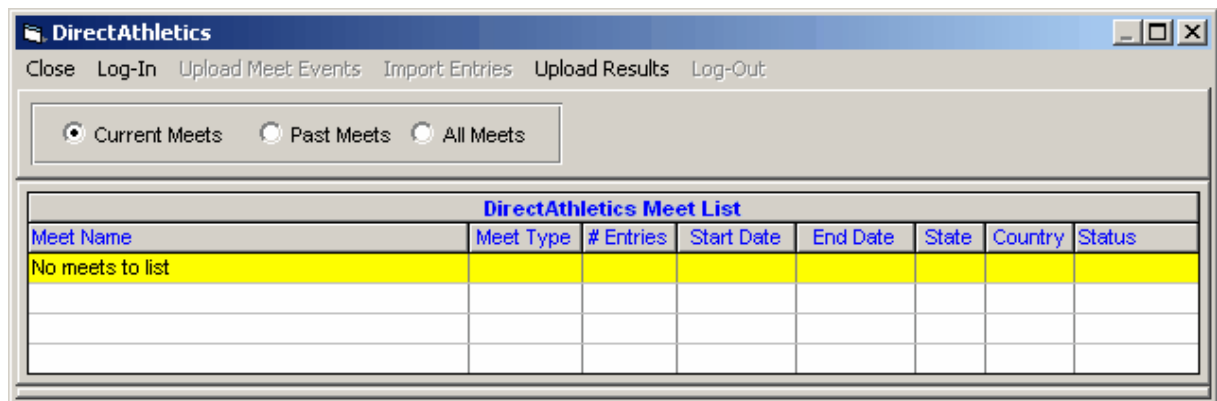 DirectAthletics
Close Log-In Upload Meet Events Import Entries Upload Results Log-Out
Current Meets Past Meets All Meets
DirectAthletics Meet List
Meet Name Meet Type # Entries Start Date End Date State Country Status
No meets to list